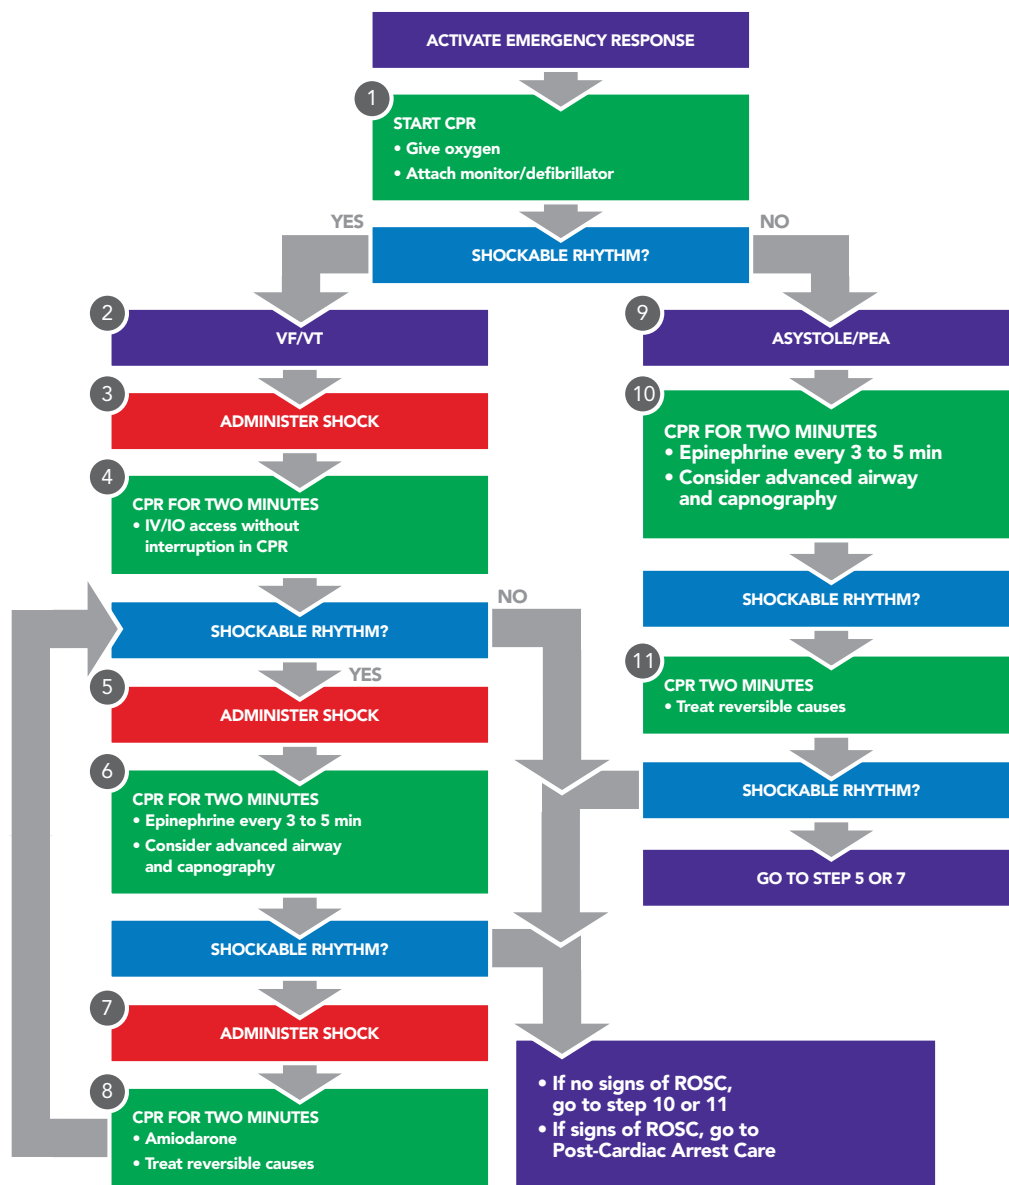 ACTIVATE EMERGENCY RESPONSE
1
START CPR
• Give oxygen
• Attach monitor/defibrillator
YES
SHOCKABLE RHYTHM?
NO
2
VF/VT
3
ADMINISTER SHOCK
4
CPR FOR TWO MINUTES
• IV/IO access without
interruption in CPR
SHOCKABLE RHYTHM?
NO
YES
5
ADMINISTER SHOCK
6
CPR FOR TWO MINUTES
• Epinephrine every 3 to 5 min
• Consider advanced airway
and capnography
SHOCKABLE RHYTHM?
7
ADMINISTER SHOCK
8
CPR FOR TWO MINUTES
• Amiodarone
• Treat reversible causes
9
ASYSTOLE/PEA
10
CPR FOR TWO MINUTES
• Epinephrine every 3 to 5 min
• Consider advanced airway
and capnography
SHOCKABLE RHYTHM?
11
CPR TWO MINUTES
• Treat reversible causes
SHOCKABLE RHYTHM?
GO TO STEP 5 OR 7
• If no signs of ROSC,
go to step 10 or 11
• If signs of ROSC, go to
Post-Cardiac Arrest Care